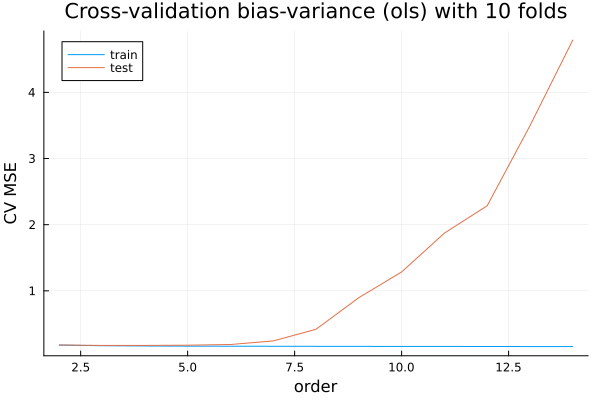 Cross-validation bias-variance (ols) with 10 folds
train
test
CV MSE
4
3
2
1
2.5 5.0 7.5 10.0 12.5
order